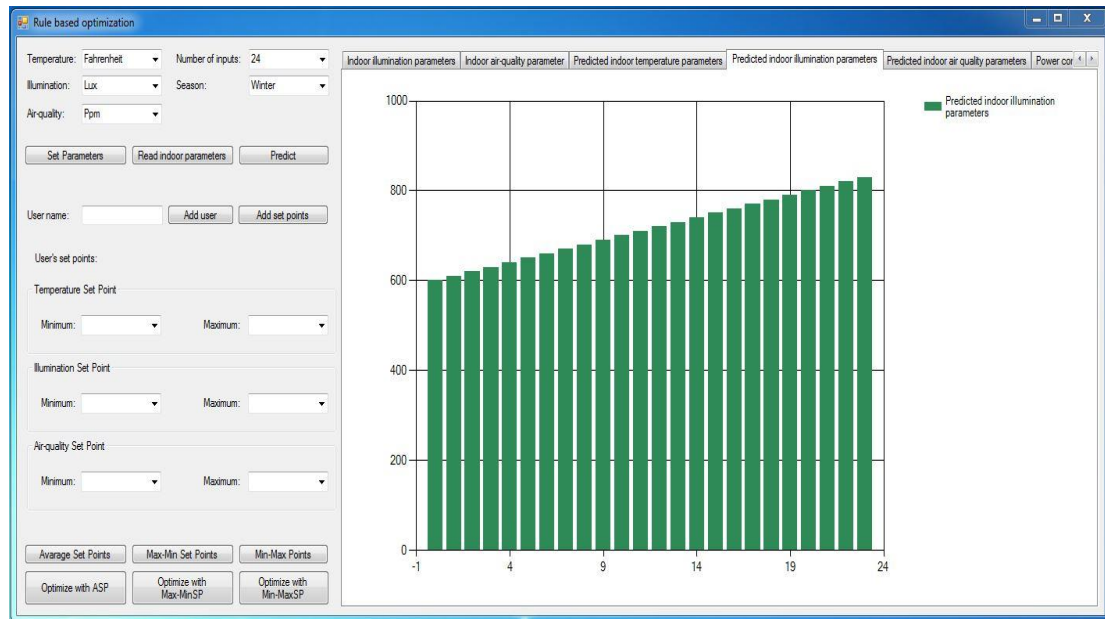 Rule based optimization
Temperature: Fahrenheit Number of inputs: 24
Illumination: Lux Season: Winter
Air-quality: Ppm
Set Parameters Read indoor parameters Predict
User name: Add user Add set points
User's set points:
Temperature Set Point
Minimum: Maximum:
Illumination Set Point
Minimum: Maximum:
Air-quality Set Point
Minimum: Maximum:
Avarage Set Points Max-Min Set Points Min-Max Points
Optimize with ASP
Optimize with
Max-MinSP
Optimize with
Min-MaxSP
Indoor illumination parameters Indoor air-quality parameter Predicted indoor temperature parameters Predicted indoor illumination parameters Predicted indoor air quality parameters Power cor
1000
800
600
400
200
0
-1 4 9 14 19 24
Predicted indoor illumination
parameters